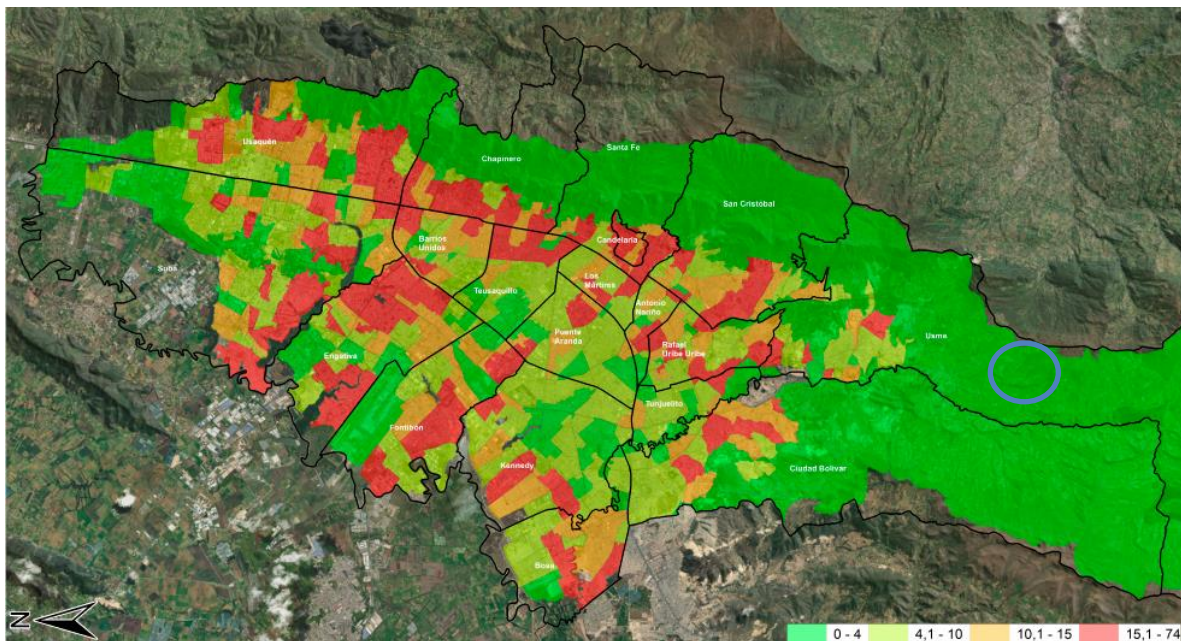 Usaquén
Chapinero
Santa Fe
San Cristóbal
Candelaria
Barrios
Unidos
Suba
Teusaquillo
Los
Mártires
Antonio
Nariño
Puente
Aranda
Rafael
Uribe Uribe
Usme
Engativa
Tunjuelito
Fontibón
Kennedy
Ciudad Bolívar
Bosa
N
0 - 4
4,1 - 10
10,1 - 15
15,1 - 74